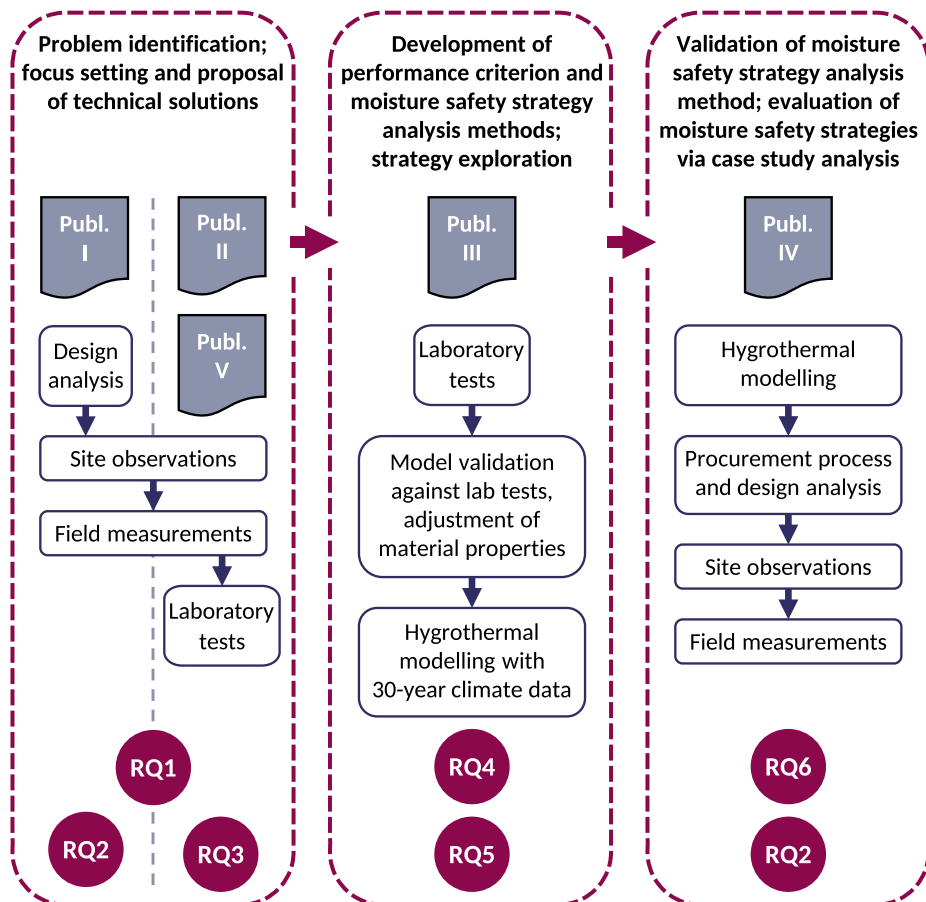 Problem identification;
focus setting and proposal
of technical solutions
Publ.
I
Publ.
II
Publ.
V
Design
analysis
Site observations
Field measurements
Laboratory
tests
RQ1
RQ2
RQ3
Development of
performance criterion and
moisture safety strategy
analysis methods;
strategy exploration
Publ.
III
Laboratory
tests
Model validation
against lab tests,
adjustment of
material properties
Hygrothermal
modelling with
30-year climate data
RQ4
RQ5
Validation of moisture
safety strategy analysis
method; evaluation of
moisture safety strategies
via case study analysis
Publ.
IV
Hygrothermal
modelling
Procurement process
and design analysis
Site observations
Field measurements
RQ6
RQ2